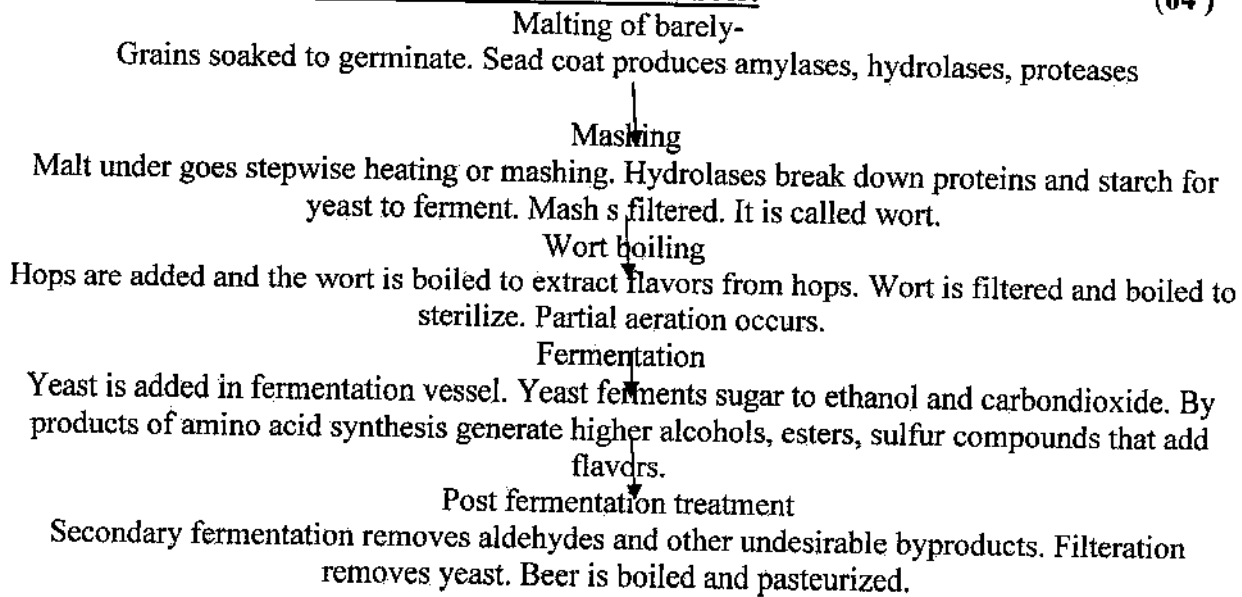 (64 )
Malting of barely-
Grains soaked to germinate. Sead coat produces amylases, hydrolases, proteases
Mashing
Malt under goes stepwise heating or mashing. Hydrolases break down proteins and starch for
yeast to ferment. Mash s filtered. It is called wort.
Wort boiling
Hops are added and the wort is boiled to extract flavors from hops. Wort is filtered and boiled to
sterilize. Partial aeration occurs.
Fermentation
Yeast is added in fermentation vessel. Yeast ferments sugar to ethanol and carbondioxide. By
products of amino acid synthesis generate higher alcohols, esters, sulfur compounds that add
flavors.
Post fermentation treatment
Secondary fermentation removes aldehydes and other undesirable byproducts. Filteration
removes yeast. Beer is boiled and pasteurized.